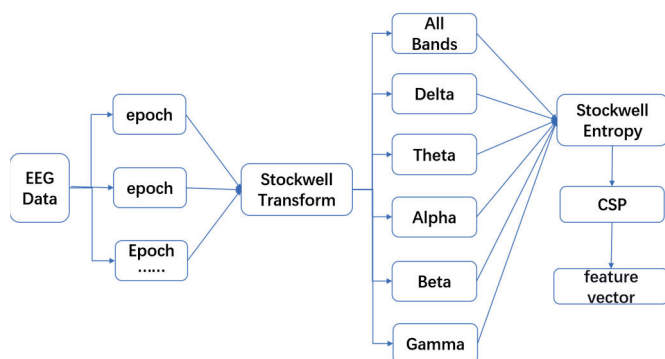 EEG
Data
epoch
epoch
Epoch
......
Stockwell
Transform
All
Bands
Delta
Theta
Alpha
Beta
Gamma
Stockwell
Entropy
CSP
feature
vector